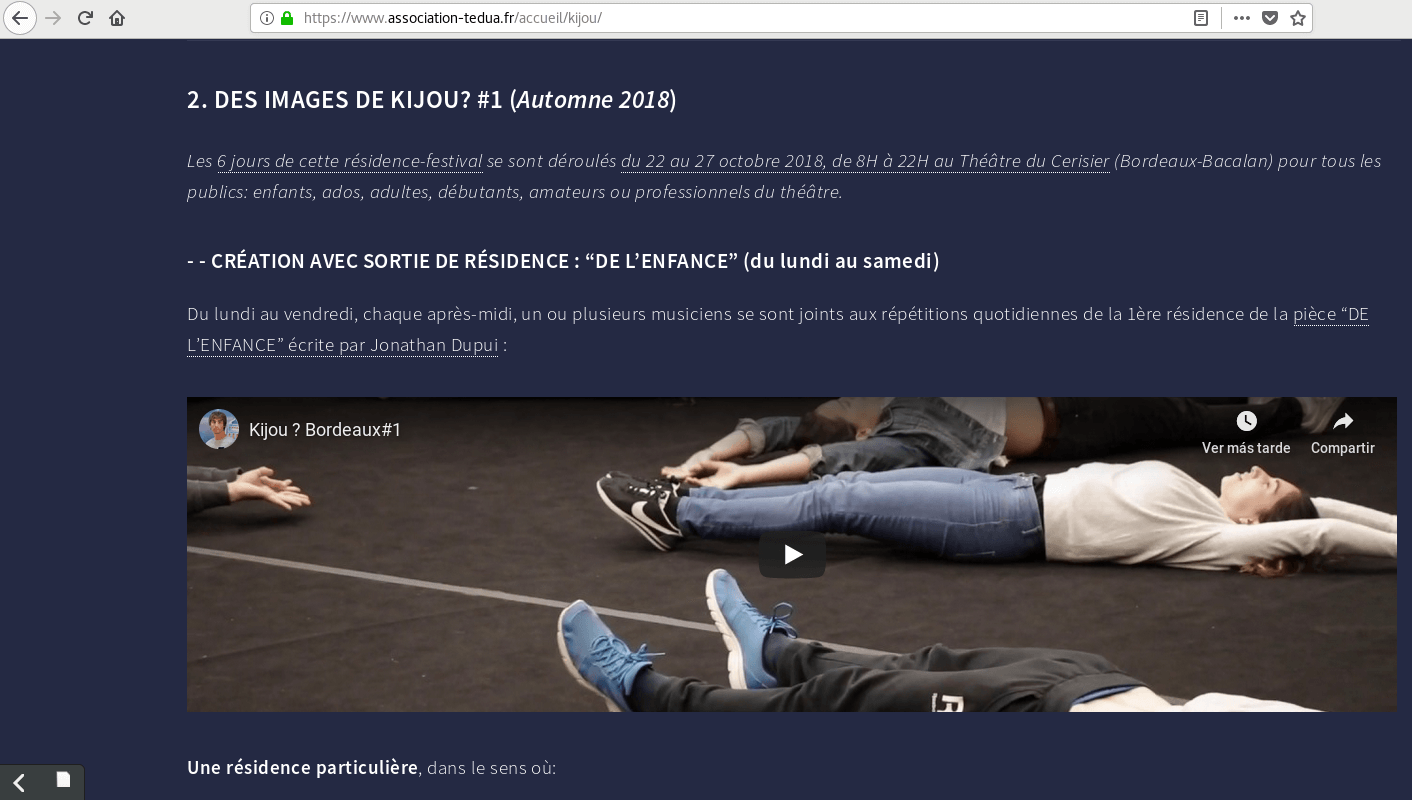 https://www.association-tedua.fr/accueil/kijou/
2. DES IMAGES DE KIJOU? #1 (Automne 2018)
Les 6 jours de cette résidence-festival se sont déroulés du 22 au 27 octobre 2018, de 8H à 22H au Théâtre du Cerisier (Bordeaux-Bacalan) pour tous les
publics: enfants, ados, adultes, débutants, amateurs ou professionnels du théâtre.
- - CRÉATION AVEC SORTIE DE RÉSIDENCE : “DE L’ENFANCE” (du lundi au samedi)
Du lundi au vendredi, chaque après-midi, un ou plusieurs musiciens se sont joints aux répétitions quotidiennes de la 1ère résidence de la pièce “DE
L’ENFANCE” écrite par Jonathan Dupui :
Kijou ? Bordeaux#1
Ver más tarde
Compartir
Une résidence particulière, dans le sens où: